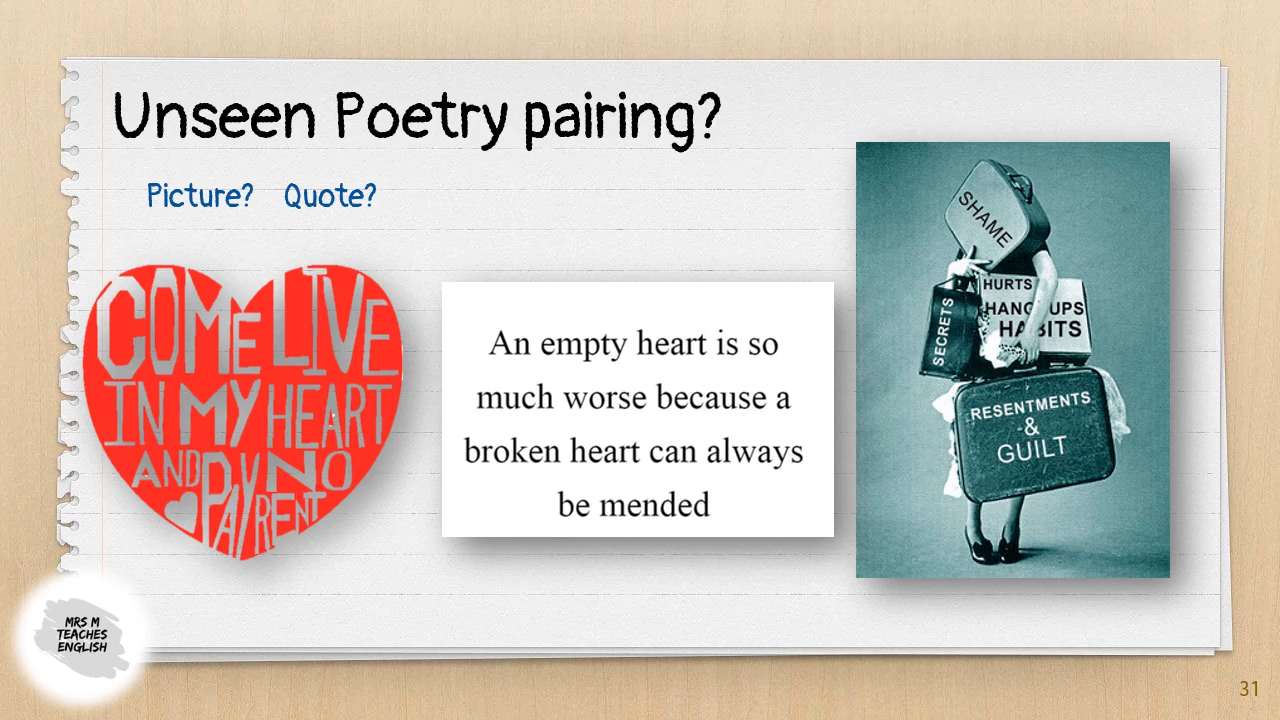 Unseen Poetry pairing?
Picture? Quote?
COME LIVE
IN MY HEART
AND PAY NO
RENT
An empty heart is so
much worse because a
broken heart can always
be mended
SHAME
HURTS
SECRETS
HANG UPS
HABITS
RESENTMENTS
&
GUILT
MRS M
TEACHES
ENGLISH
31